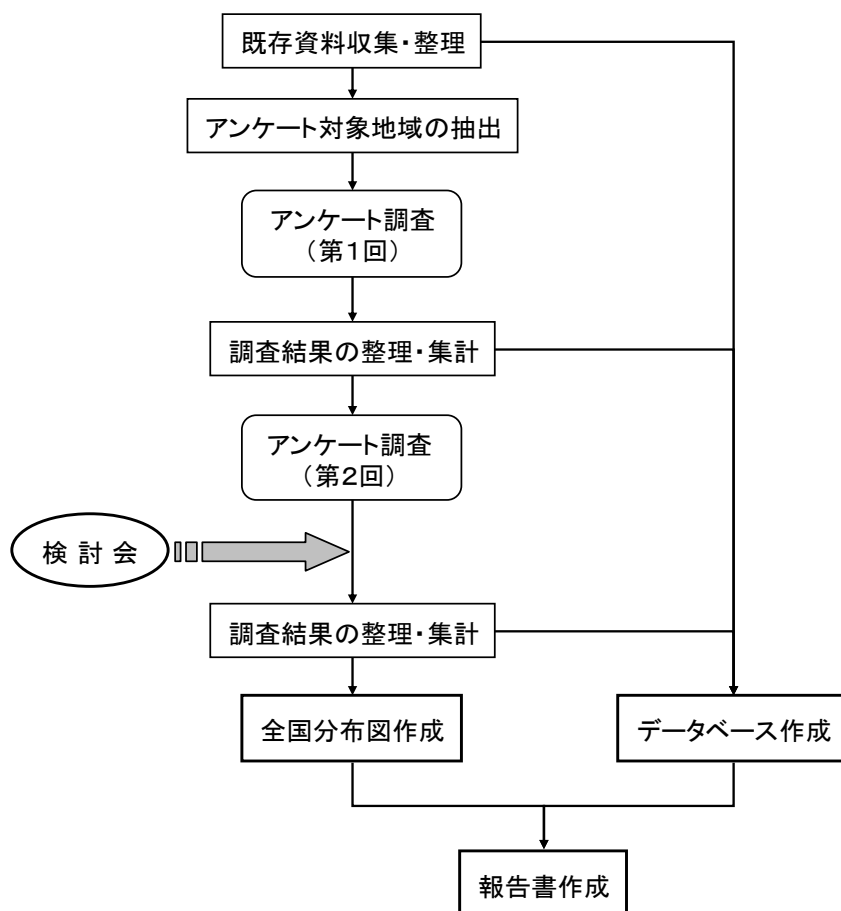 既存資料収集・整理
アンケート対象地域の抽出
アンケート調査
(第1回)
調査結果の整理・集計
アンケート調査
(第2回)
検 討 会
調査結果の整理・集計
全国分布図作成
データベース作成
報告書作成